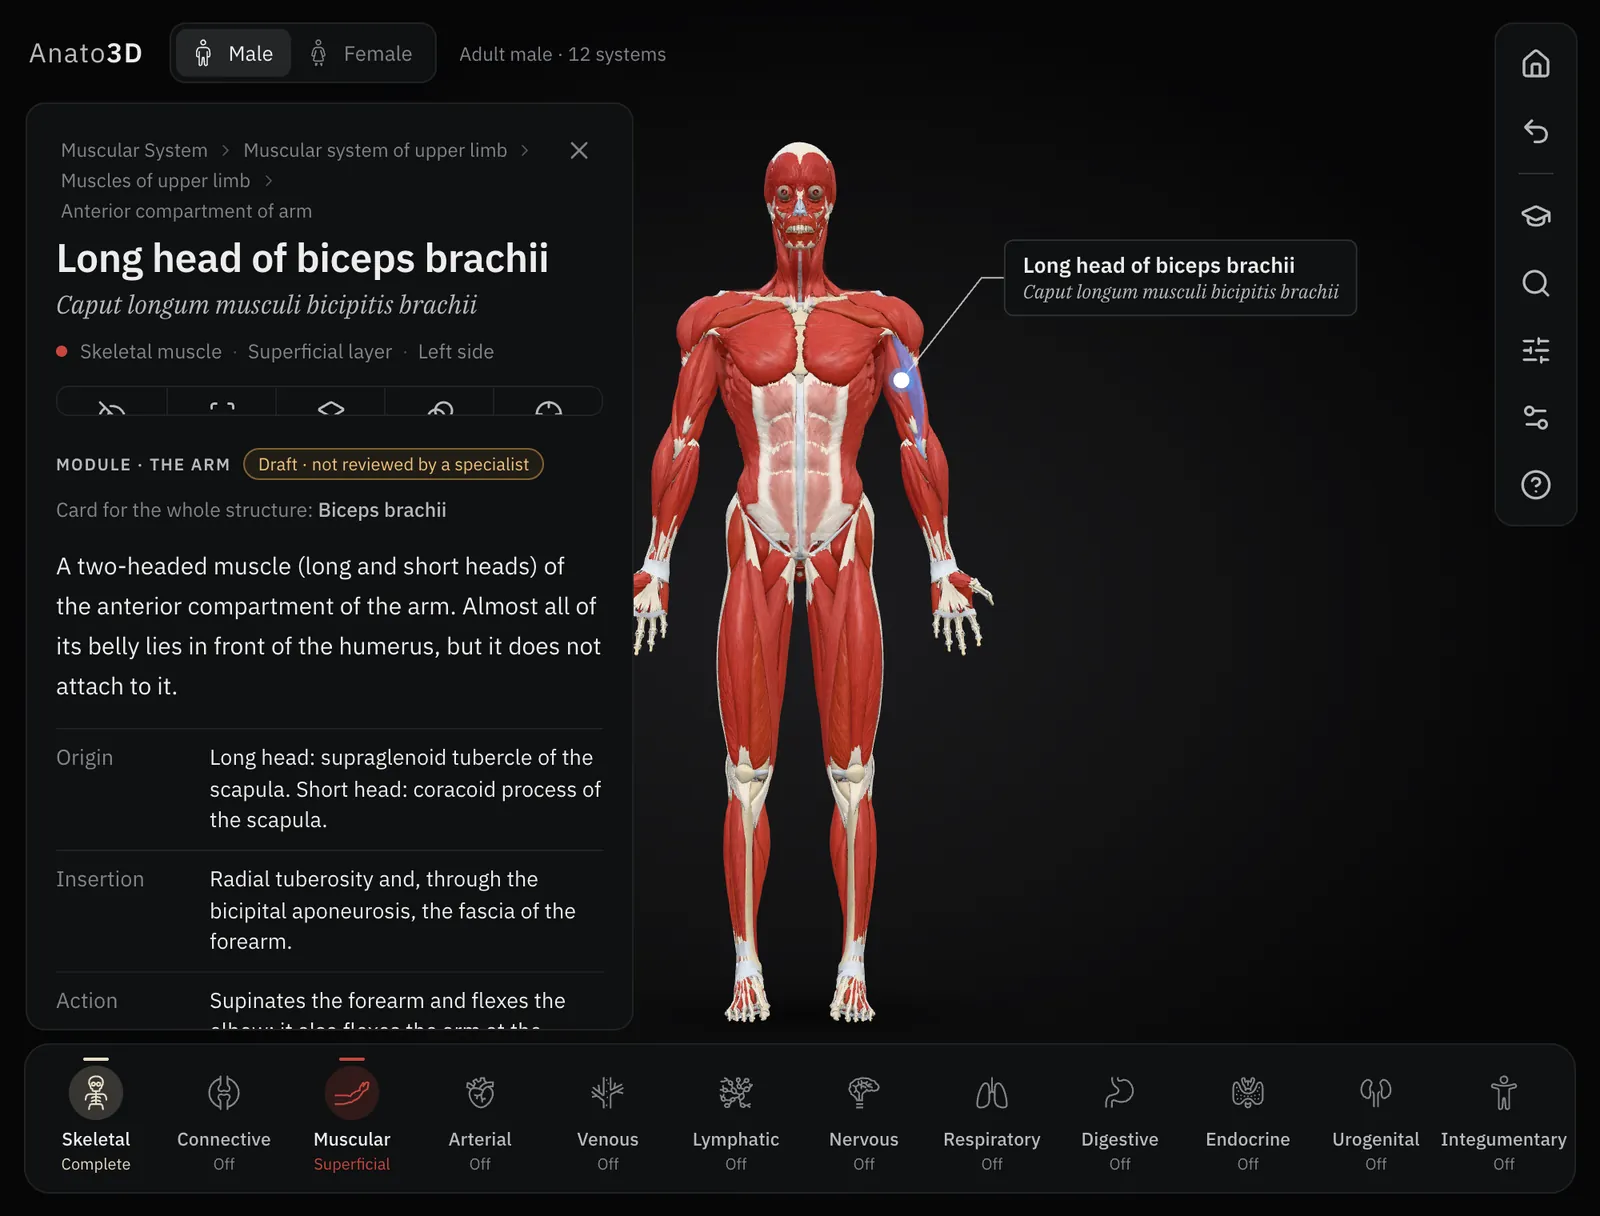 Anato3D
Male
Female
Adult male · 12 systems
Muscular System > Muscular system of upper limb >
Muscles of upper limb >
Anterior compartment of arm
Long head of biceps brachii
Caput longum musculi bicipitis brachii
Skeletal muscle · Superficial layer · Left side
MODULE · THE ARM
Draft · not reviewed by a specialist
Card for the whole structure: Biceps brachii
A two-headed muscle (long and short heads) of
the anterior compartment of the arm. Almost all of
its belly lies in front of the humerus, but it does not
attach to it.
Origin
Long head: supraglenoid tubercle of the
scapula. Short head: coracoid process of
the scapula.
Insertion
Radial tuberosity and, through the
bicipital aponeurosis, the fascia of the
forearm.
Action
Supinates the forearm and flexes the
elbow; it also flexes the arm at the
Long head of biceps brachii
Caput longum musculi bicipitis brachii
Skeletal
Complete
Connective
Off
Muscular
Superficial
Arterial
Off
Venous
Off
Lymphatic
Off
Nervous
Off
Respiratory
Off
Digestive
Off
Endocrine
Off
Urogenital
Off
Integumentary
Off